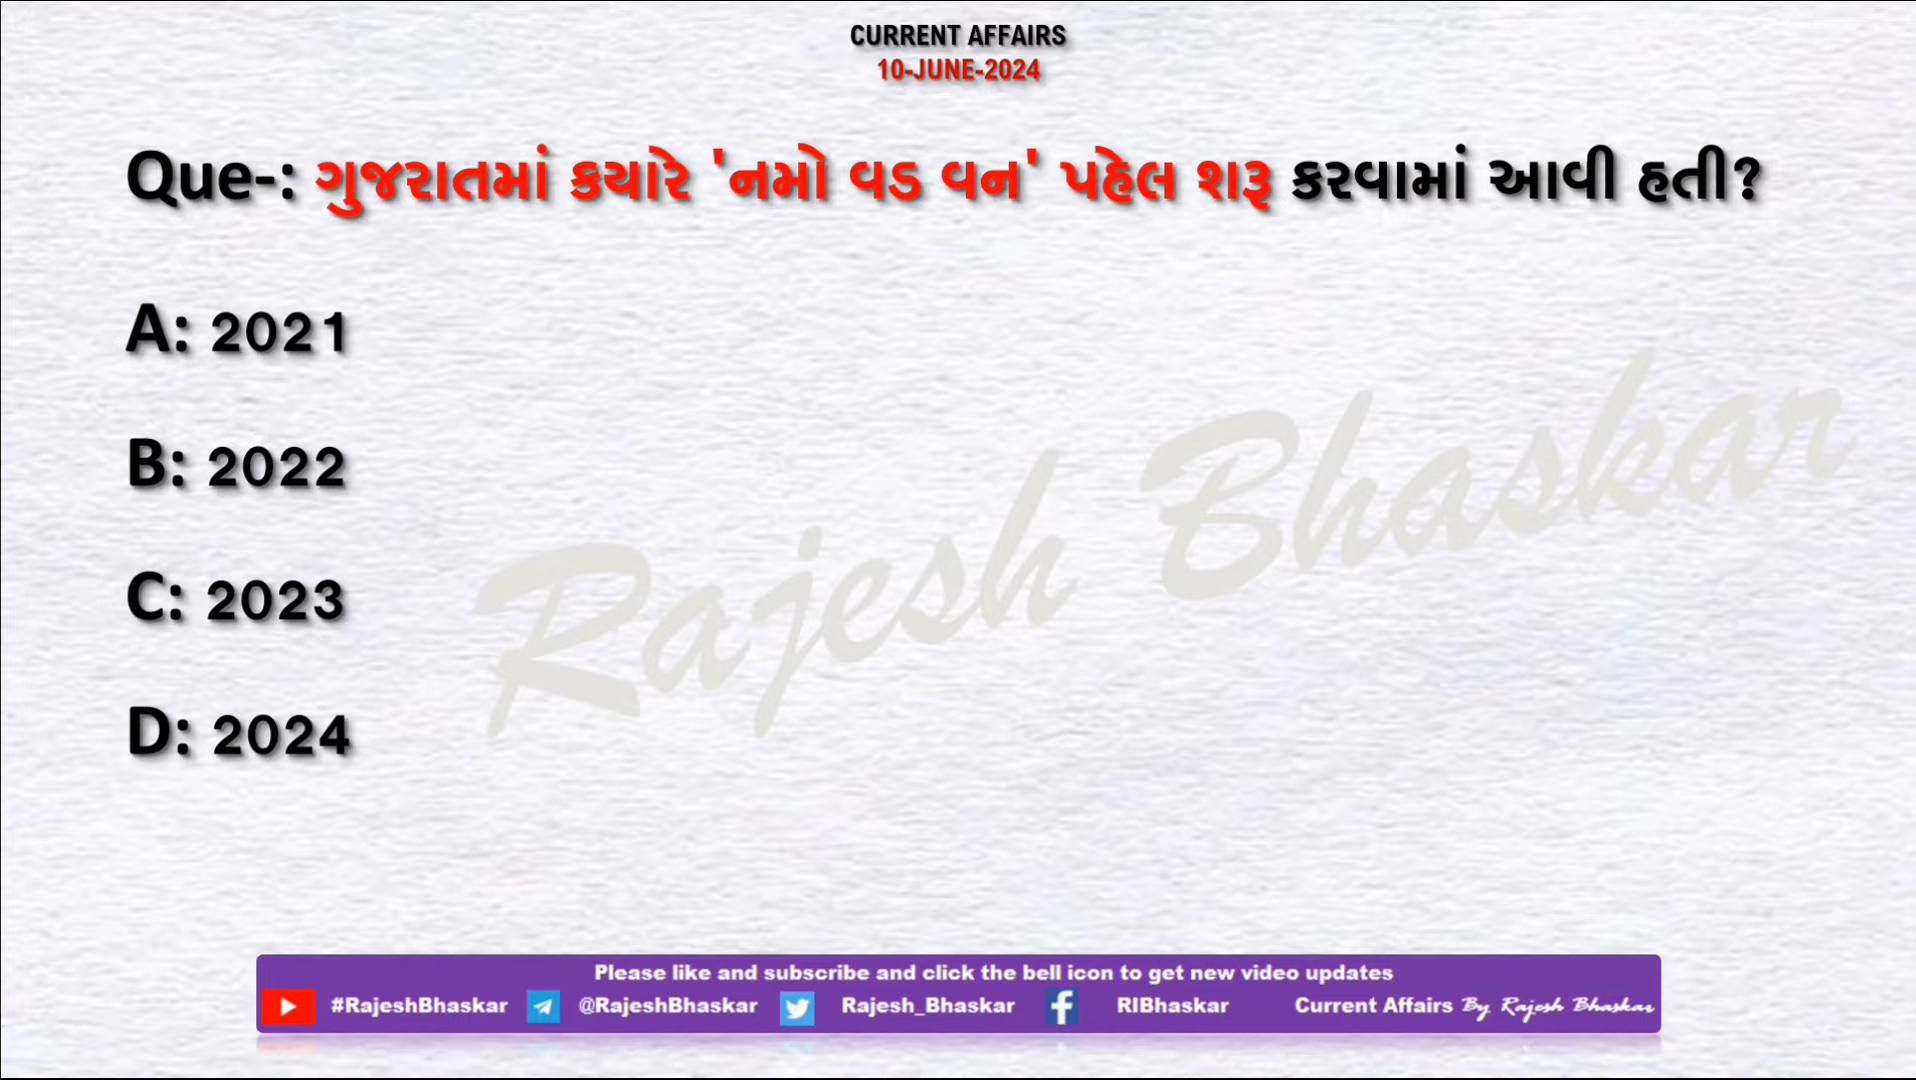 CURRENT AFFAIRS
10-JUNE-2024
Que-: ગુજરાતમાં ક્યારે 'નમો વડ વન' પહેલ શરૂ કરવામાં આવી હતી?
A: 2021
B: 2022
C: 2023
D: 2024
Rajesh Bhaskar
Please like and subscribe and click the bell icon to get new video updates
#RajeshBhaskar @RajeshBhaskar Rajesh_Bhaskar RIBhaskar Current Affairs By Rajesh Bhaskar